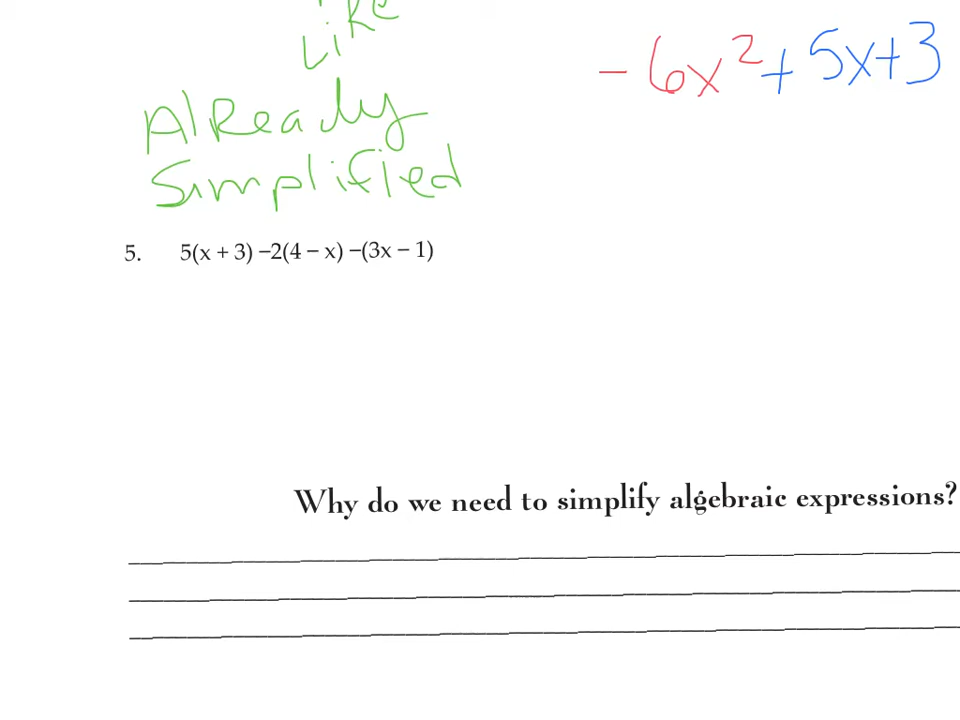 Like
-6x²+5x+3
Already
Simplified
5. 5(x + 3) −2(4 − x) −(3x − 1)
Why do we need to simplify algebraic expressions?